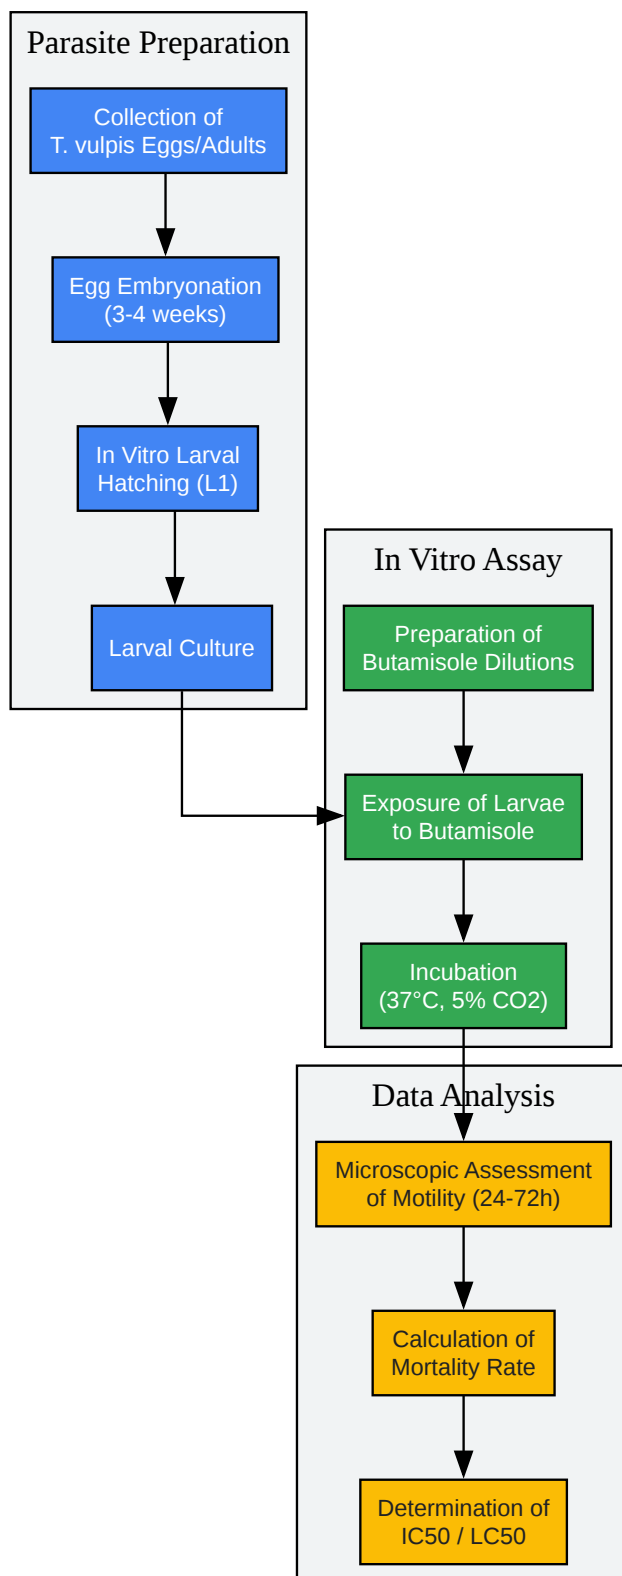 Parasite Preparation
Collection of
T. vulpis Eggs/Adults
Egg Embryonation
(3-4 weeks)
In Vitro Larval
Hatching (L1)
Larval Culture
In Vitro Assay
Preparation of
Butamisole Dilutions
Exposure of Larvae
to Butamisole
Incubation
(37°C, 5% CO2)
Data Analysis
Microscopic Assessment
of Motility (24-72h)
Calculation of
Mortality Rate
Determination of
IC50 / LC50